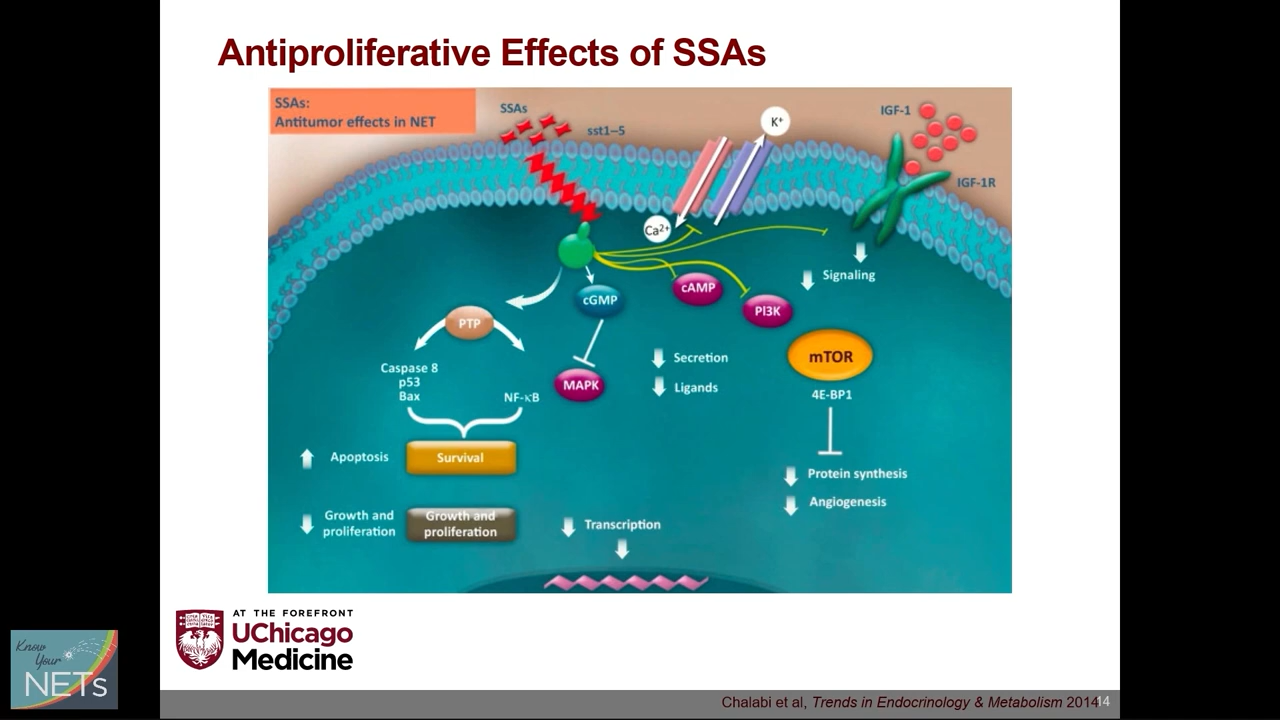 Antiproliferative Effects of SSAs
SSAs:
Antitumor effects in NET
SSAs
sst1–5
K+
IGF-1
IGF-1R
Ca2+
Signaling
cGMP
cAMP
PI3K
PTP
mTOR
Caspase 8
p53
Bax
NF-κB
MAPK
Secretion
Ligands
4E-BP1
Apoptosis
Survival
Protein synthesis
Angiogenesis
Growth and
proliferation
Growth and
proliferation
Transcription
AT THE FOREFRONT
UChicago
Medicine
Know
Your
NETs
Chalabi et al, Trends in Endocrinology & Metabolism 2014
14